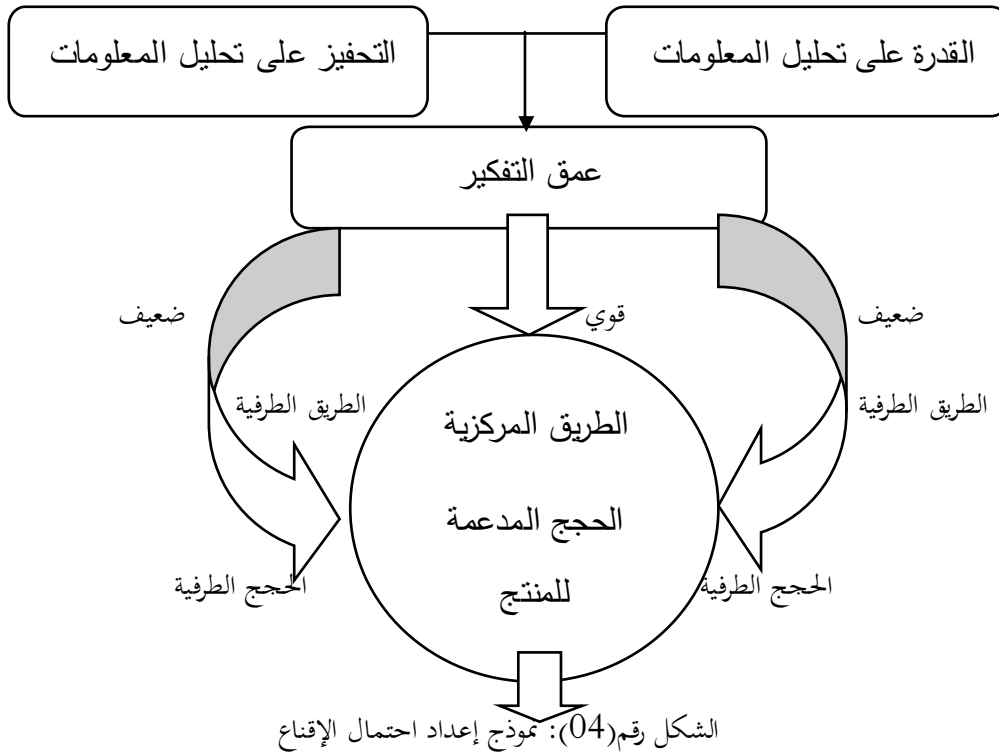 القدرة على تحليل المعلومات
التحفيز على تحليل المعلومات
عمق التفكير
ضعيف
قوي
ضعيف
الطريق الطرفية
الطريق المركزية
الطريق الطرفية
الحجج المدعمة
للمنتج
الحجج الطرفية
الحجج الطرفية
الشكل رقم(04): نموذج إعداد احتمال الإقناع